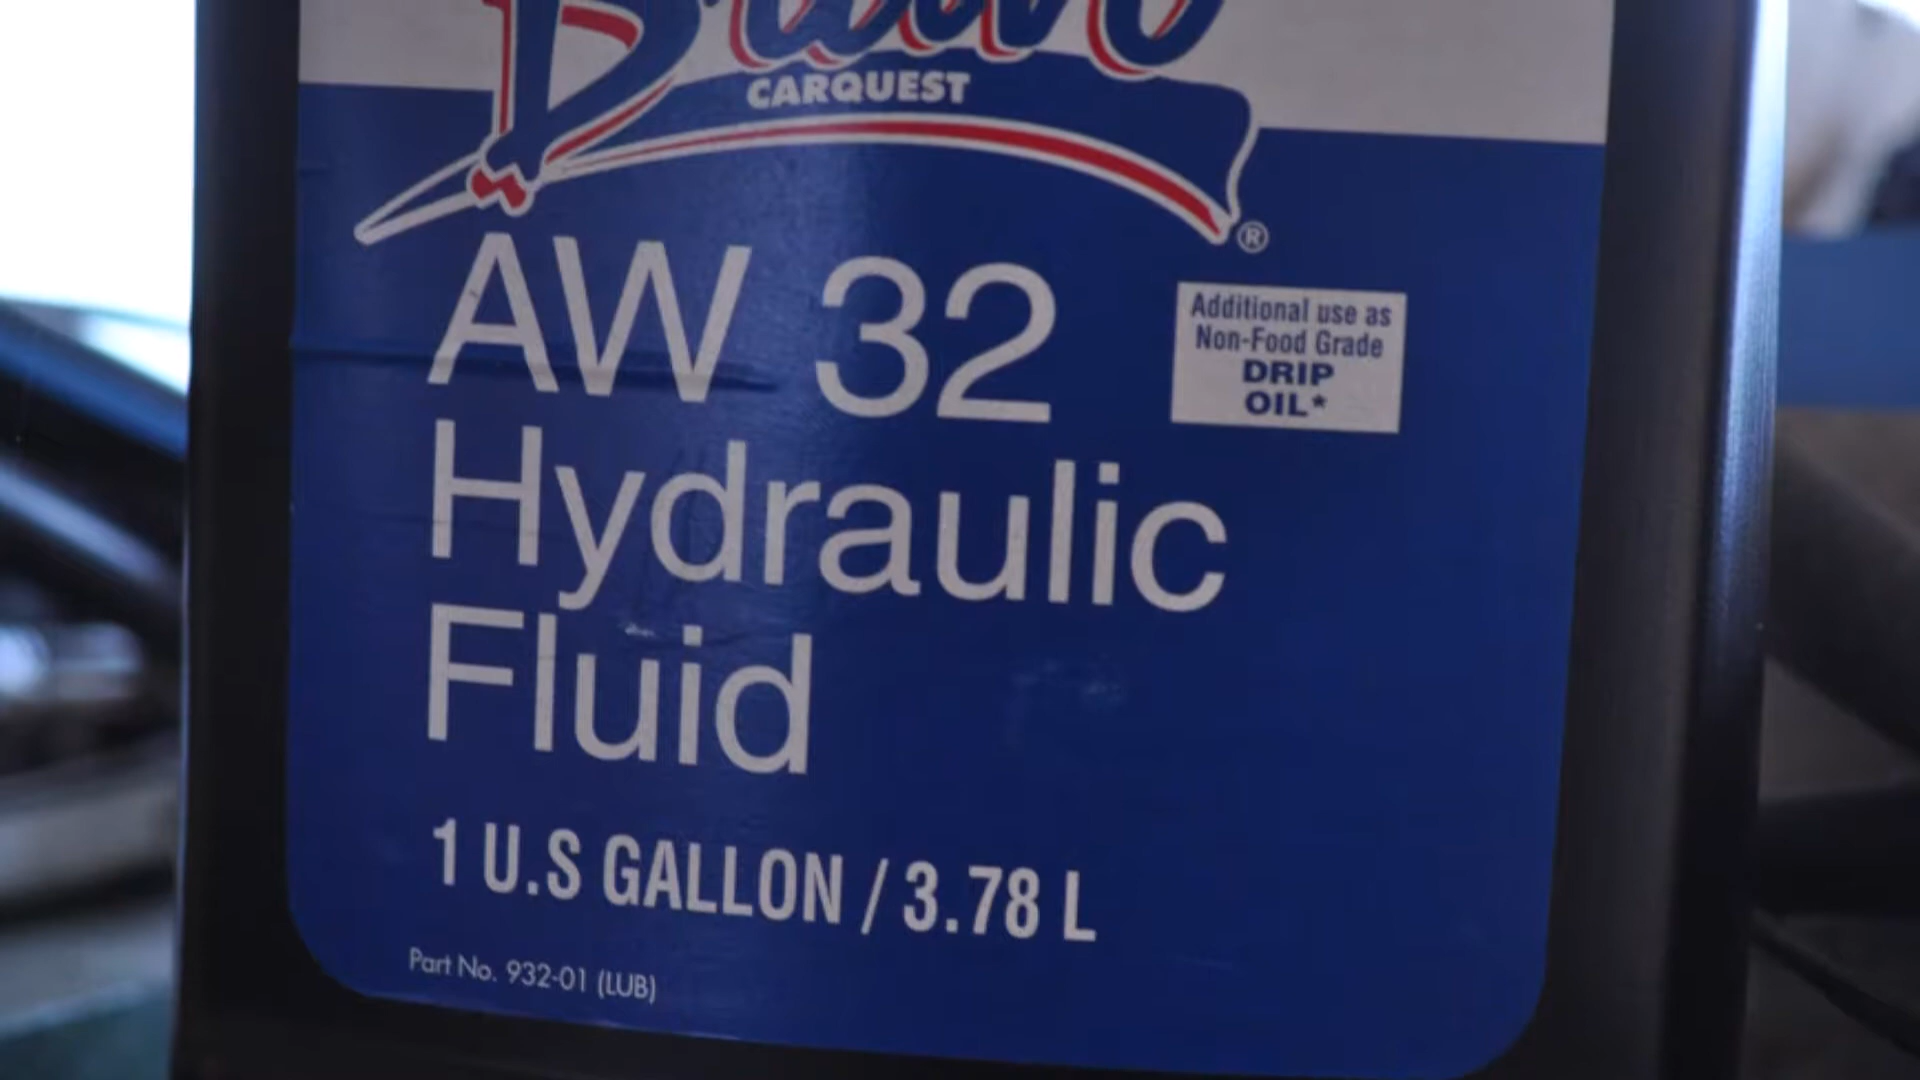 CARQUEST
®
AW 32
Additional use as
Non-Food Grade
DRIP
OIL*
Hydraulic
Fluid
1 U.S GALLON / 3.78 L
Part No. 932-01 (LUB)